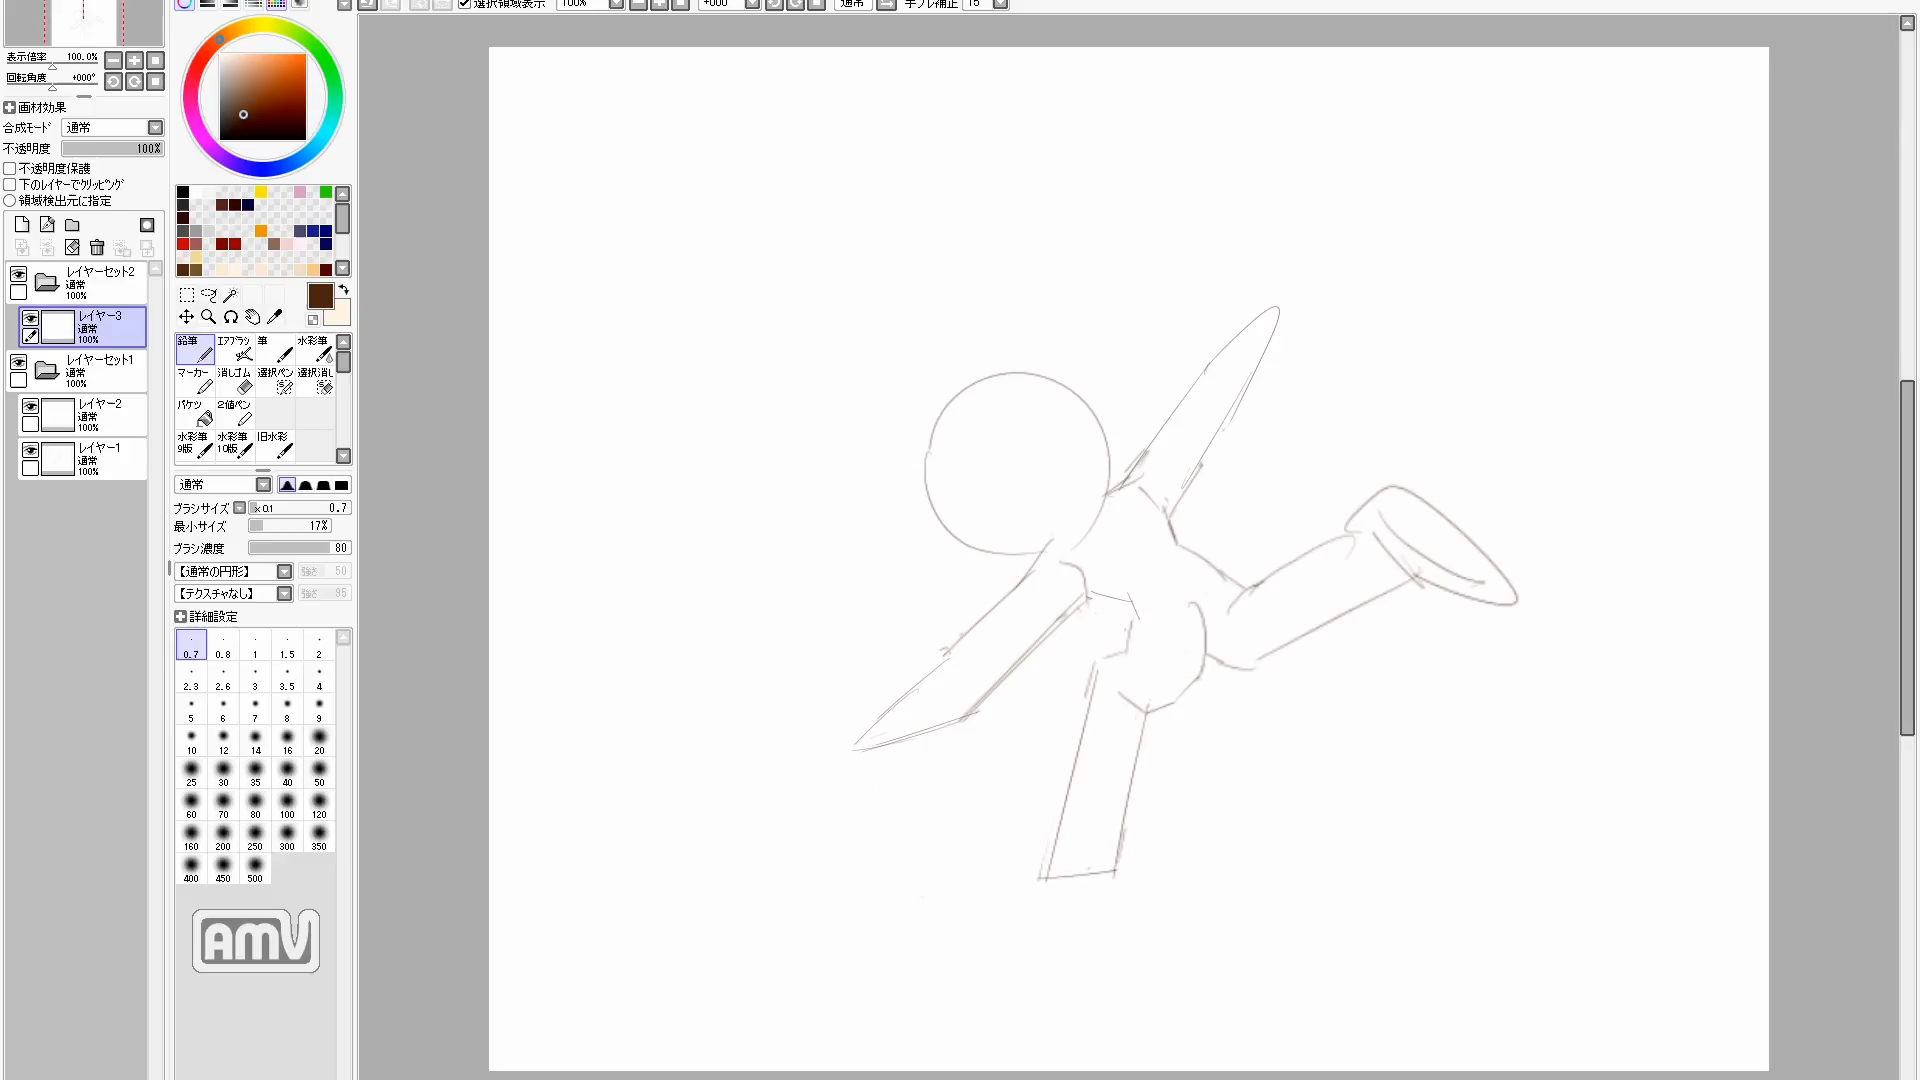 選択領域表示 100% +000° 通常 手ブレ補正 15
表示倍率 100.0%
回転角度 +000°
画材効果
合成モード 通常
不透明度 100%
不透明度保護
下のレイヤーでクリッピング
領域検出元に指定
レイヤーセット2
通常
100%
レイヤー3
通常
100%
レイヤーセット1
通常
100%
レイヤー2
通常
100%
レイヤー1
通常
100%
鉛筆 エアブラシ 筆 水彩筆
マーカー 消しゴム 選択ペン 選択消し
バケツ 2値ペン
水彩筆 水彩筆 旧水彩
9版 10版
通常
ブラシサイズ x0.1 0.7
最小サイズ 17%
ブラシ濃度 80
【通常の円形】 強さ 50
【テクスチャなし】 強さ 95
詳細設定
0.7 0.8 1 1.5 2
2.3 2.6 3 3.5 4
5 6 7 8 9
10 12 14 16 20
25 30 35 40 50
60 70 80 100 120
160 200 250 300 350
400 450 500
AMV